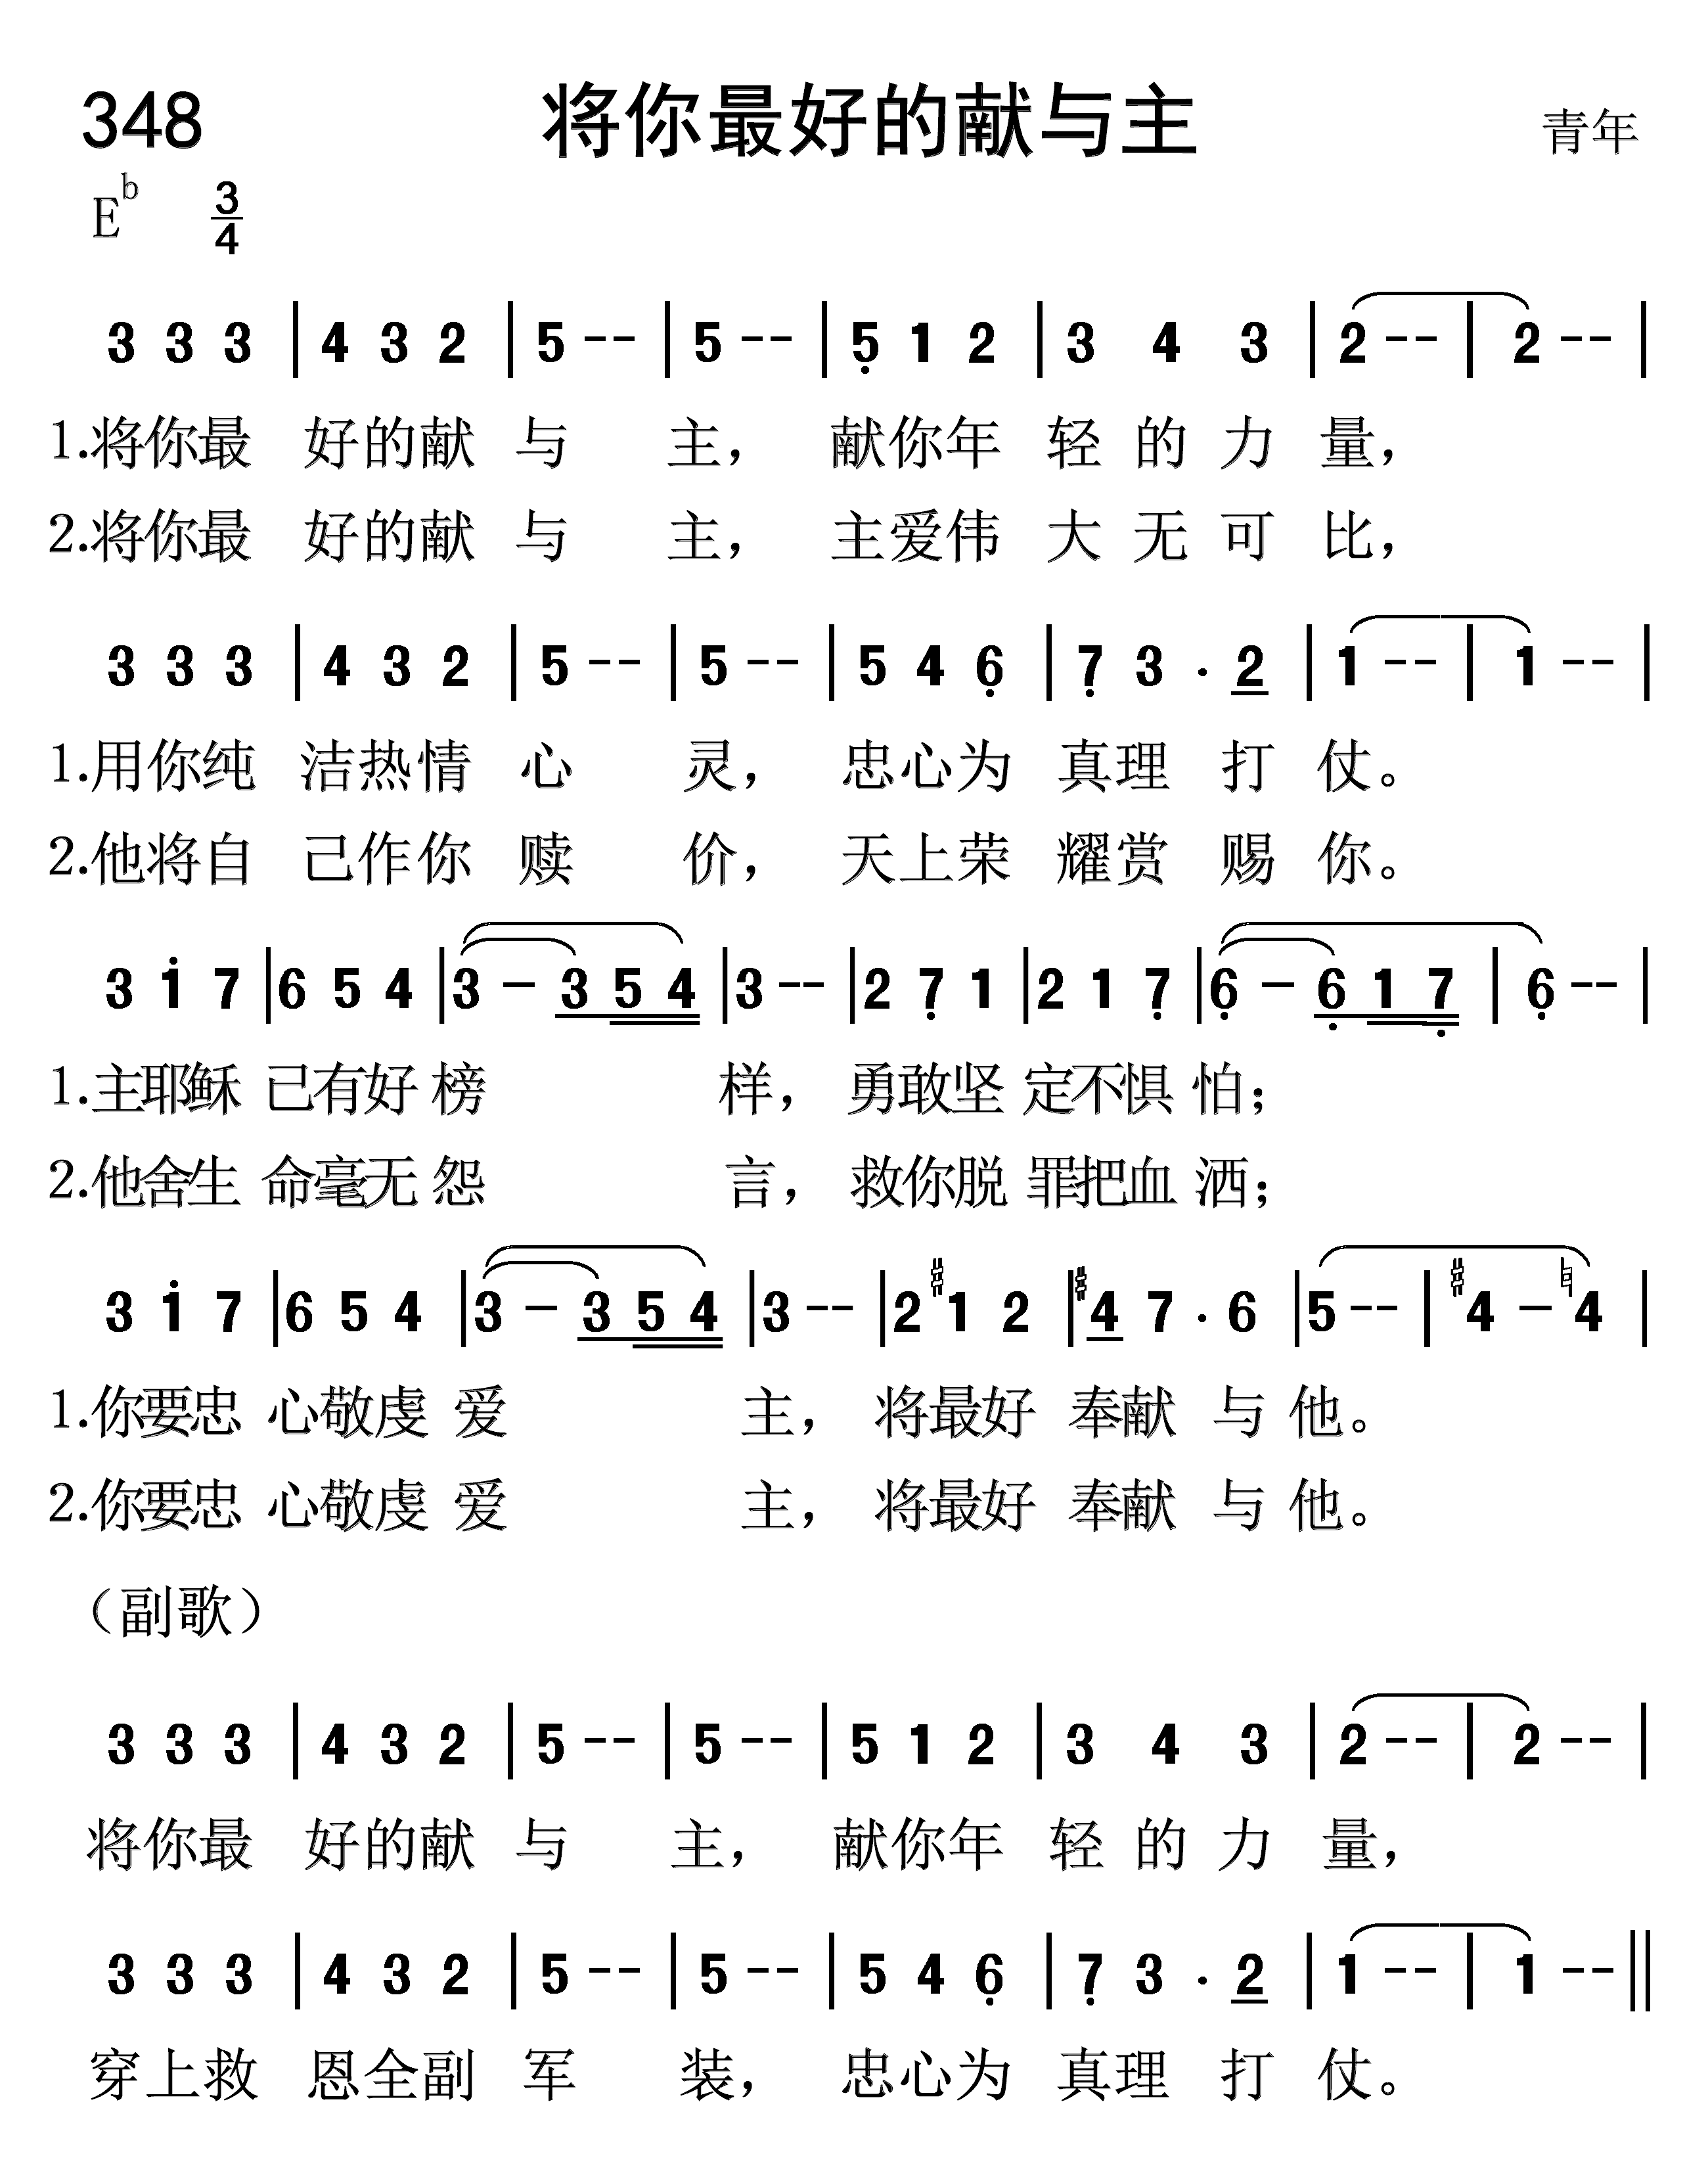 348 将你最好的献与主 青年
E♭ 3/4
3 3 3 | 4 3 2 | 5 -- | 5 -- | 5̣ 1 2 | 3 4 3 | 2 -- | 2 -- |
1.将你最 好的献 与 主， 献你年 轻 的 力 量，
2.将你最 好的献 与 主， 主爱伟 大 无 可 比，
3 3 3 | 4 3 2 | 5 -- | 5 -- | 5 4 6̣ | 7̣ 3 . 2 | 1 -- | 1 -- |
1.用你纯 洁热情 心 灵， 忠心为 真理 打 仗。
2.他将自 己作你 赎 价， 天上荣 耀赏 赐 你。
3 1̇ 7 | 6 5 4 | 3 - 3 5 4 | 3 -- | 2 7̣ 1 | 2 1 7̣ | 6̣ - 6̣ 1 7̣ | 6̣ -- |
1.主耶稣 已有好 榜 样， 勇敢坚 定不惧 怕；
2.他舍生 命毫无 怨 言， 救你脱 罪把血 洒；
3 1̇ 7 | 6 5 4 | 3 - 3 5 4 | 3 -- | 2 #1 2 | #4 7 . 6 | 5 -- | #4 - ♮4 |
1.你要忠 心敬虔 爱 主， 将最好 奉献 与 他。
2.你要忠 心敬虔 爱 主， 将最好 奉献 与 他。
（副歌）
3 3 3 | 4 3 2 | 5 -- | 5 -- | 5 1 2 | 3 4 3 | 2 -- | 2 -- |
将你最 好的献 与 主， 献你年 轻 的 力 量，
3 3 3 | 4 3 2 | 5 -- | 5 -- | 5 4 6̣ | 7̣ 3 . 2 | 1 -- | 1 -- ||
穿上救 恩全副 军 装， 忠心为 真理 打 仗。